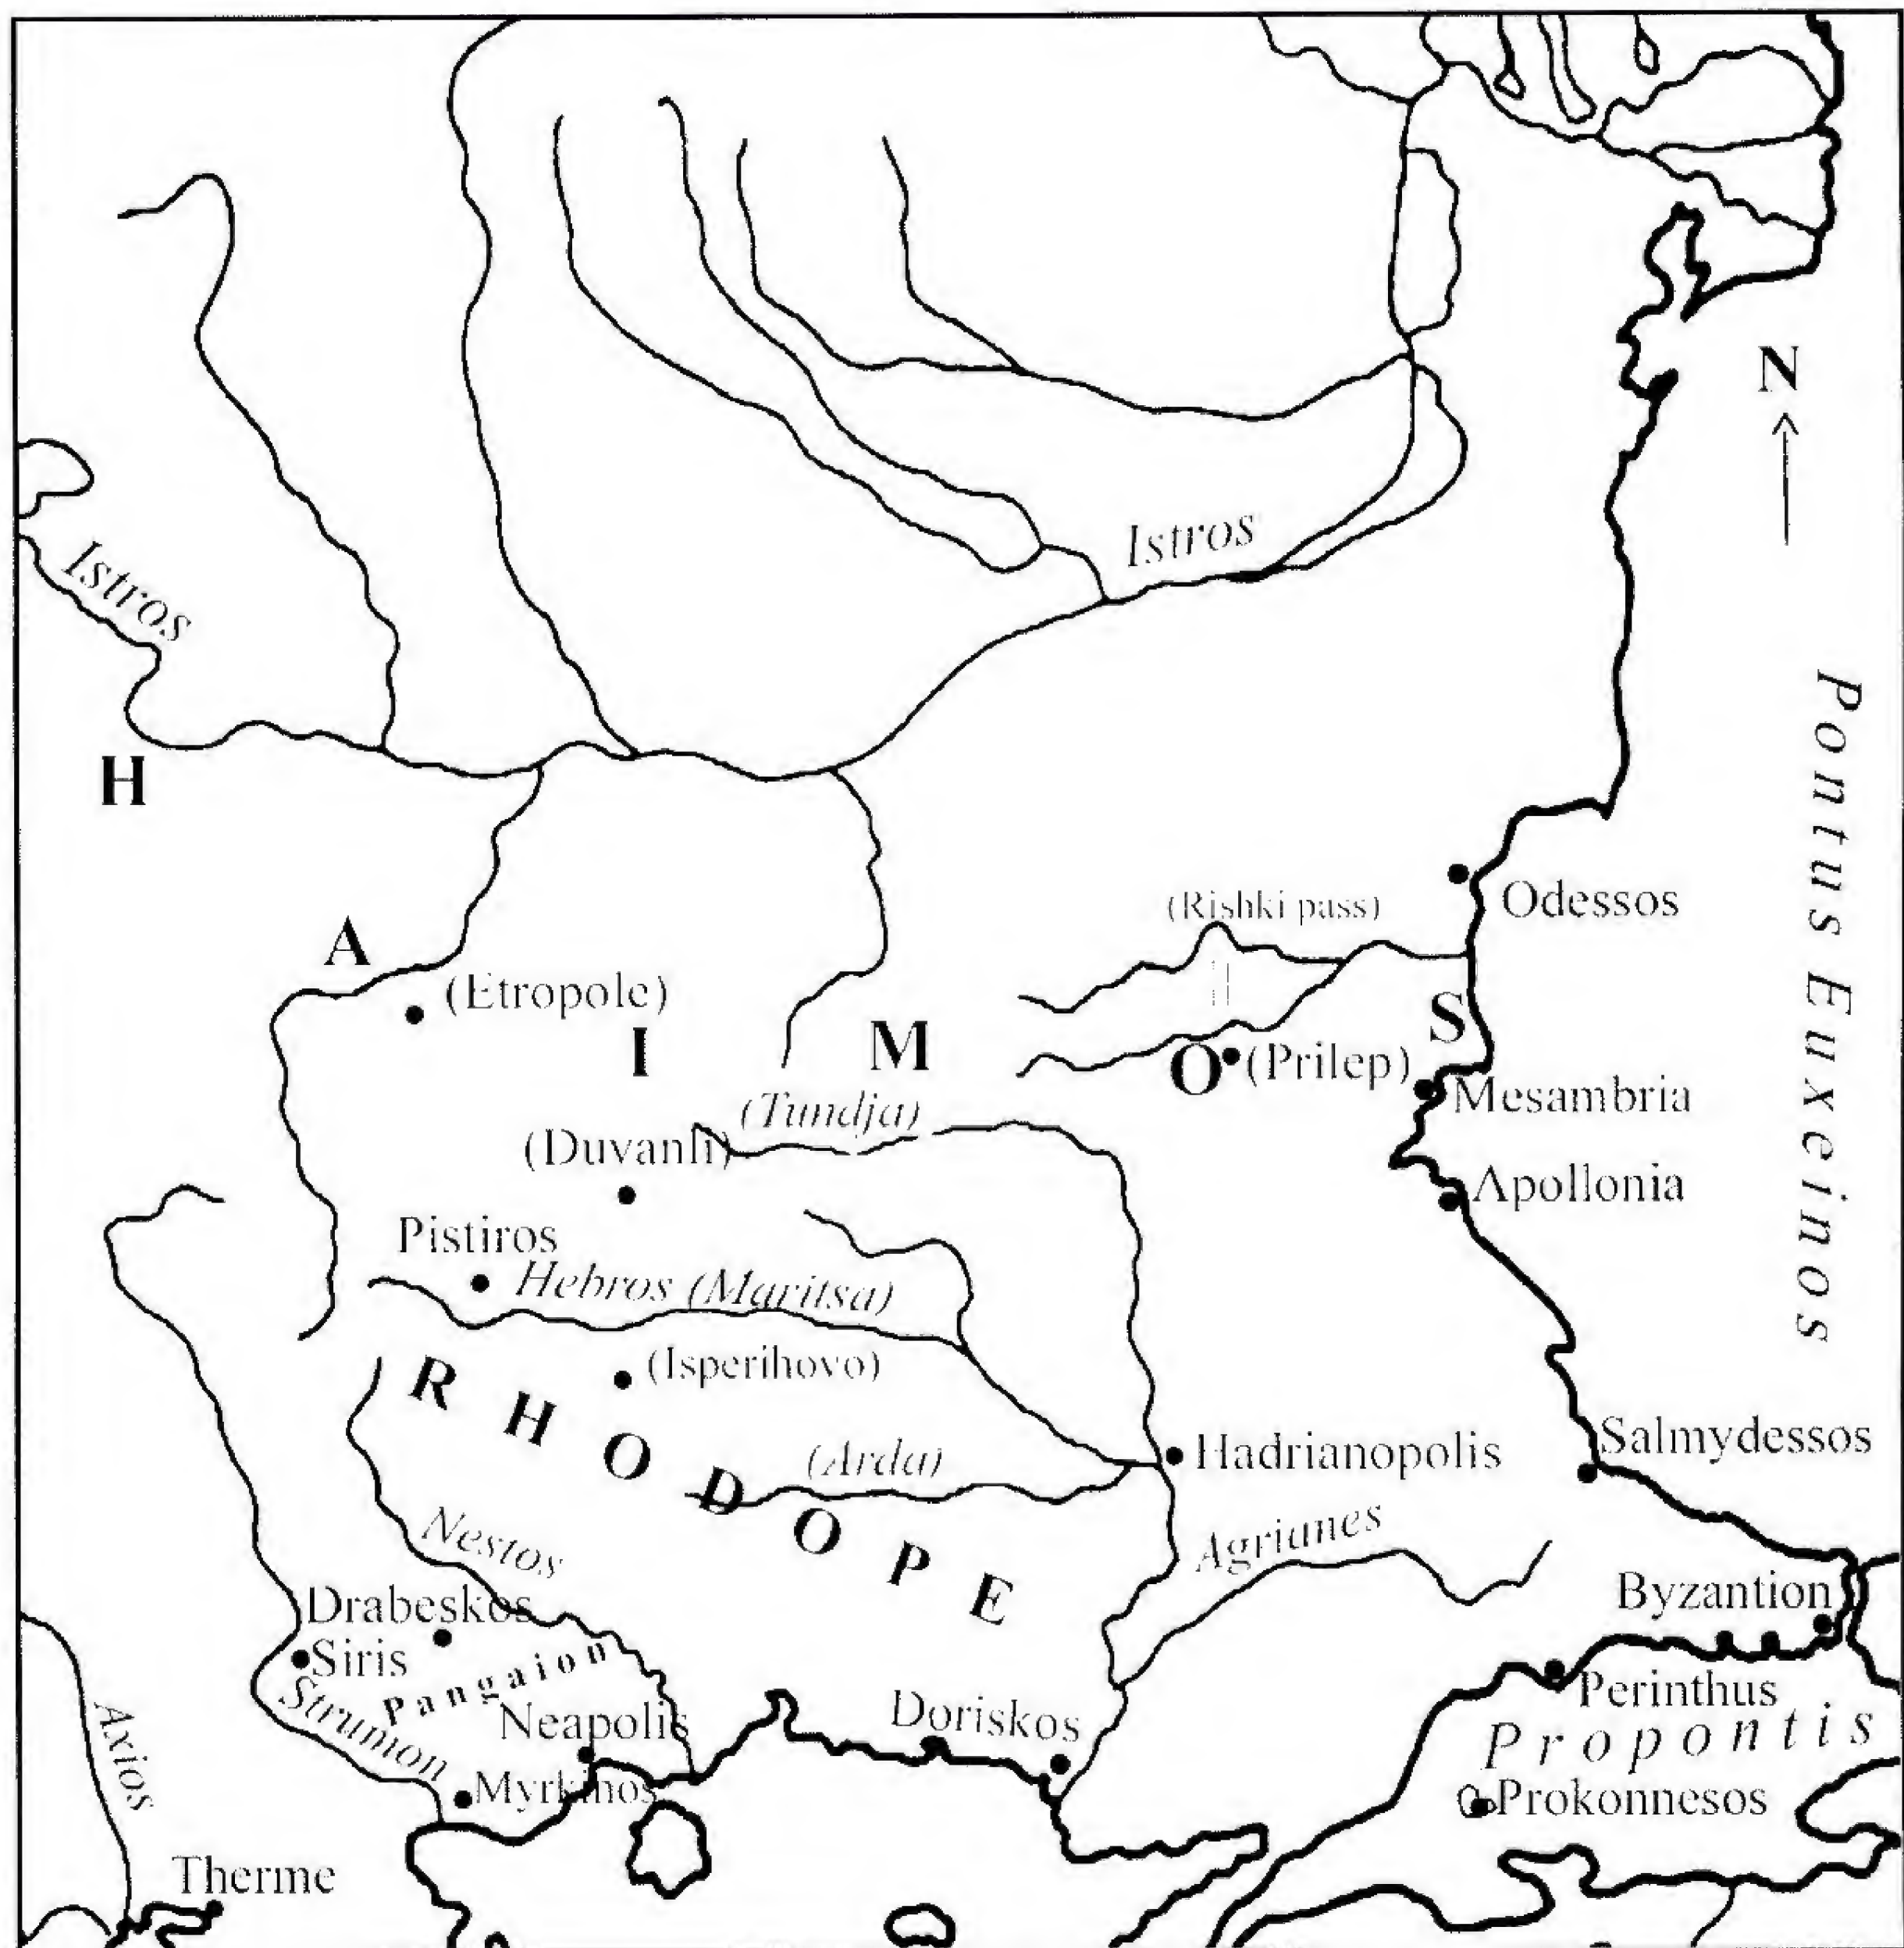 N
Istros
Istros
Pontus Euxeinos
H A I M O S
Odessos
(Rishki pass)
(Etropole)
(Prilep)
Mesambria
(Tundja)
(Duvanli)
Apollonia
Pistiros
Hebros (Maritsa)
(Isperihovo)
RHODOPE
(Arda)
Hadrianopolis
Salmydessos
Nestos
Agrianes
Byzantion
Drabeskos
Siris
Pangaion
Strumon
Neapolis
Doriskos
Perinthus
Propontis
Axios
Myrkinos
Prokonnesos
Therme